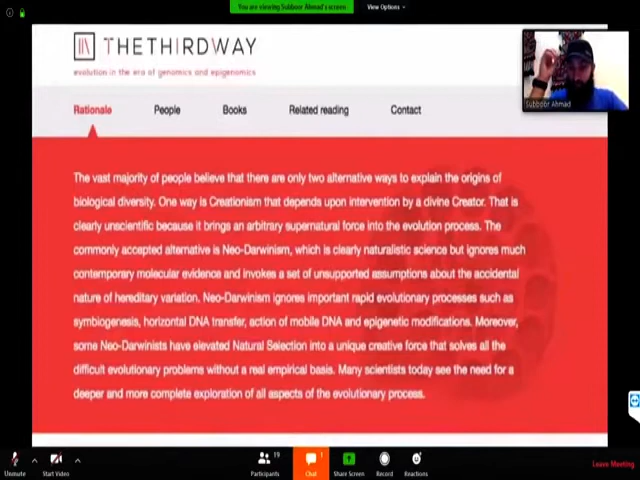 You are viewing Subboor Ahmad's screen View Options
THETHIRDWAY
evolution in the era of genomics and epigenomics
Subboor Ahmad
Rationale People Books Related reading Contact
The vast majority of people believe that there are only two alternative ways to explain the origins of
biological diversity. One way is Creationism that depends upon intervention by a divine Creator. That is
clearly unscientific because it brings an arbitrary supernatural force into the evolution process. The
commonly accepted alternative is Neo-Darwinism, which is clearly naturalistic science but ignores much
contemporary molecular evidence and invokes a set of unsupported assumptions about the accidental
nature of hereditary variation. Neo-Darwinism ignores important rapid evolutionary processes such as
symbiogenesis, horizontal DNA transfer, action of mobile DNA and epigenetic modifications. Moreover,
some Neo-Darwinists have elevated Natural Selection into a unique creative force that solves all the
difficult evolutionary problems without a real empirical basis. Many scientists today see the need for a
deeper and more complete exploration of all aspects of the evolutionary process.
Unmute Start Video Participants 19 Chat 1 Share Screen Record Reactions Leave Meeting